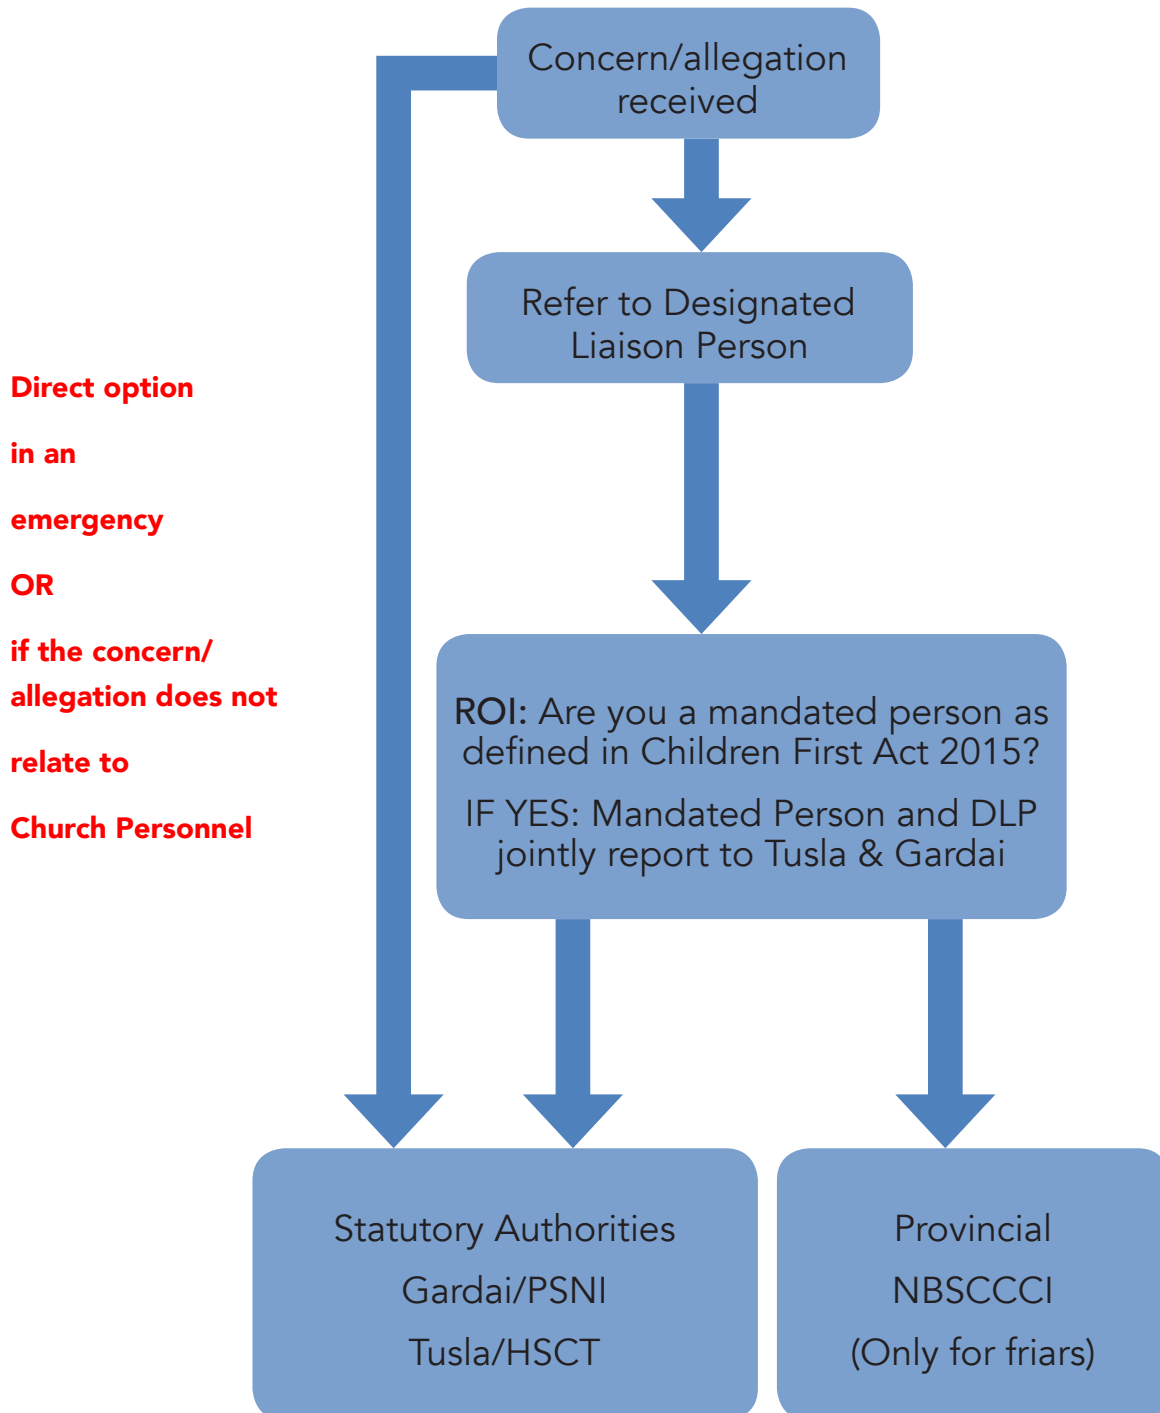 Concern/allegation
received
Refer to Designated
Liaison Person
Direct option
in an
emergency
OR
if the concern/
allegation does not
relate to
Church Personnel
ROI: Are you a mandated person as
defined in Children First Act 2015?
IF YES: Mandated Person and DLP
jointly report to Tusla & Gardai
Statutory Authorities
Gardai/PSNI
Tusla/HSCT
Provincial
NBSCCCI
(Only for friars)